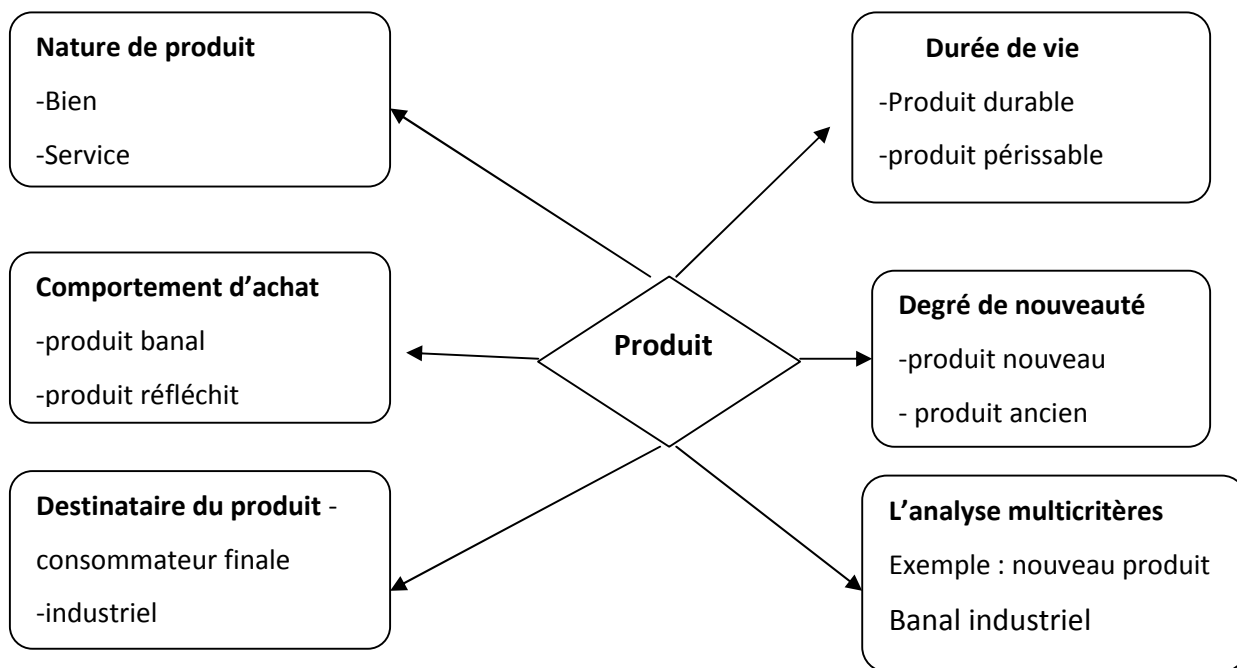 Nature de produit
-Bien
-Service
Durée de vie
-Produit durable
-produit périssable
Comportement d’achat
-produit banal
-produit réfléchit
Produit
Degré de nouveauté
-produit nouveau
- produit ancien
Destinataire du produit -
consommateur finale
-industriel
L’analyse multicritères
Exemple : nouveau produit
Banal industriel